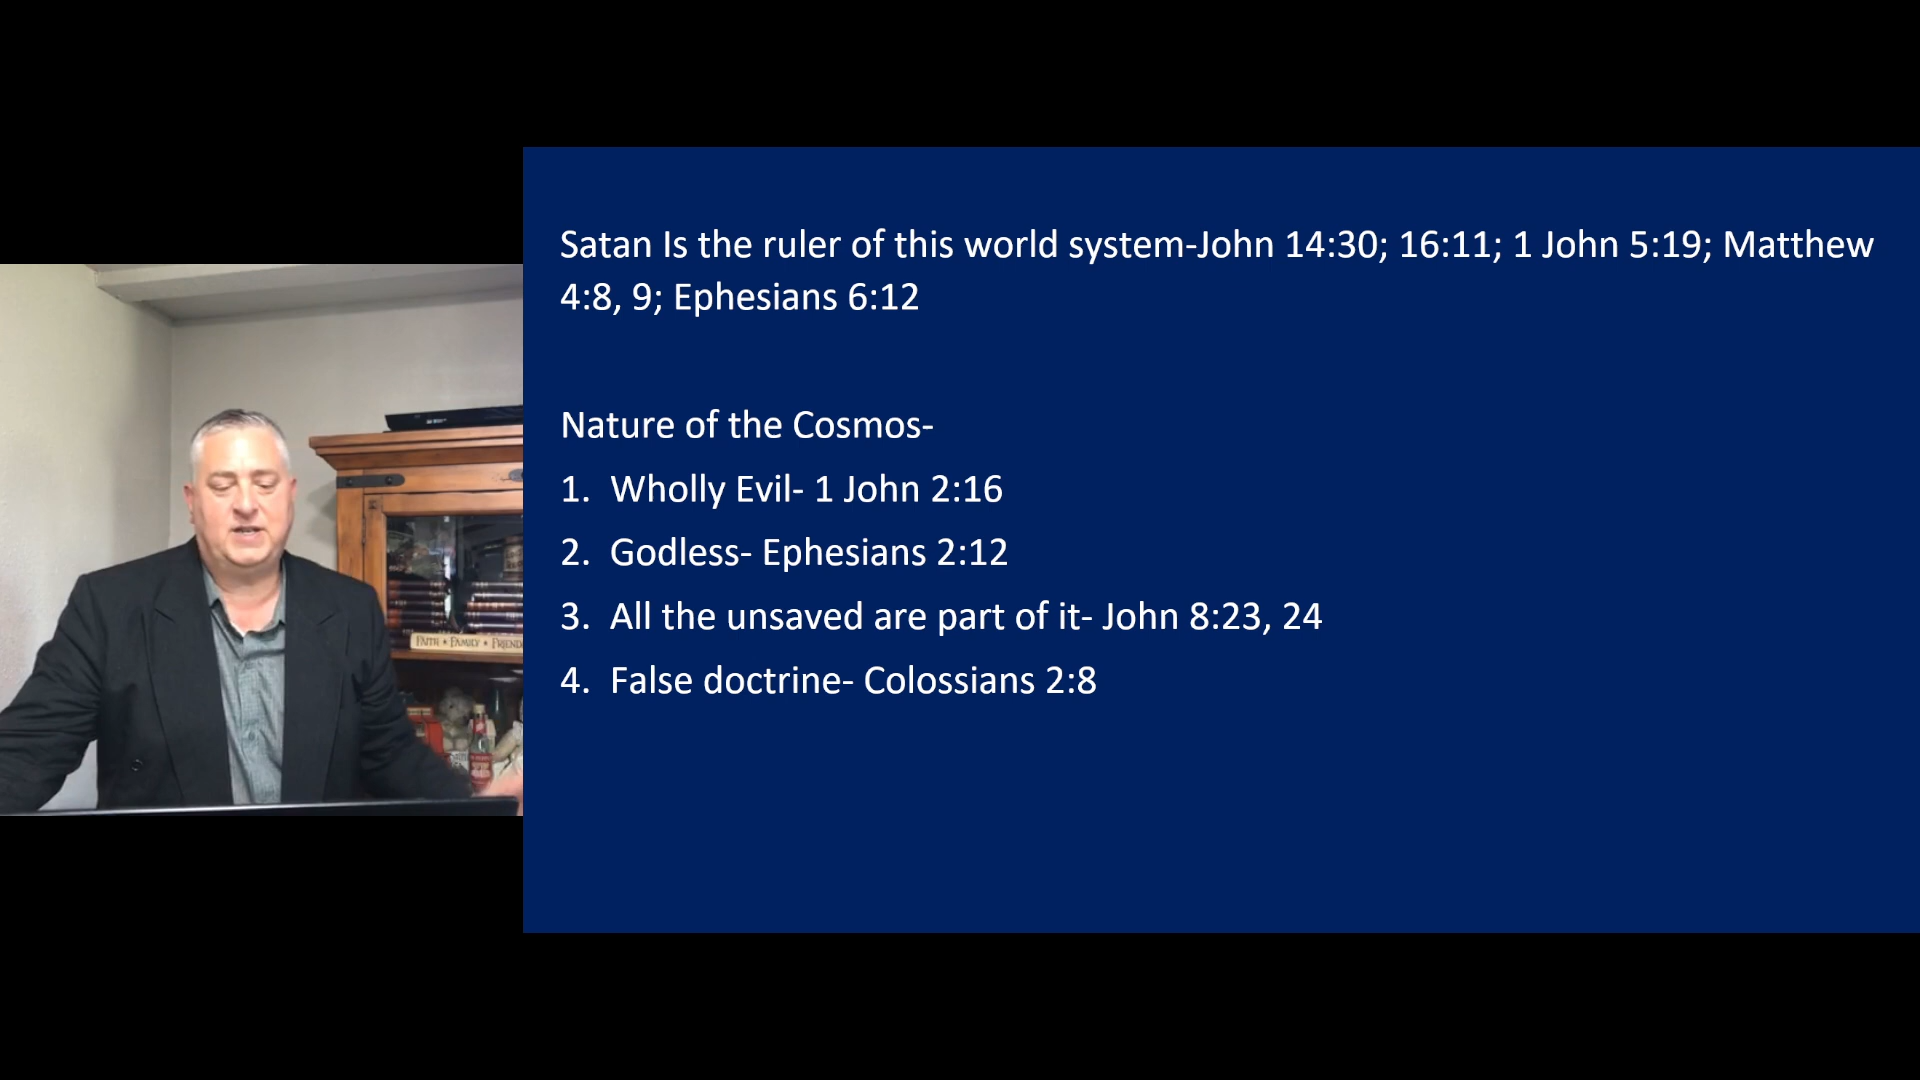 Satan Is the ruler of this world system-John 14:30; 16:11; 1 John 5:19; Matthew
4:8, 9; Ephesians 6:12
Nature of the Cosmos-
1. Wholly Evil- 1 John 2:16
2. Godless- Ephesians 2:12
3. All the unsaved are part of it- John 8:23, 24
4. False doctrine- Colossians 2:8
FAITH * FAMILY * FRIEND